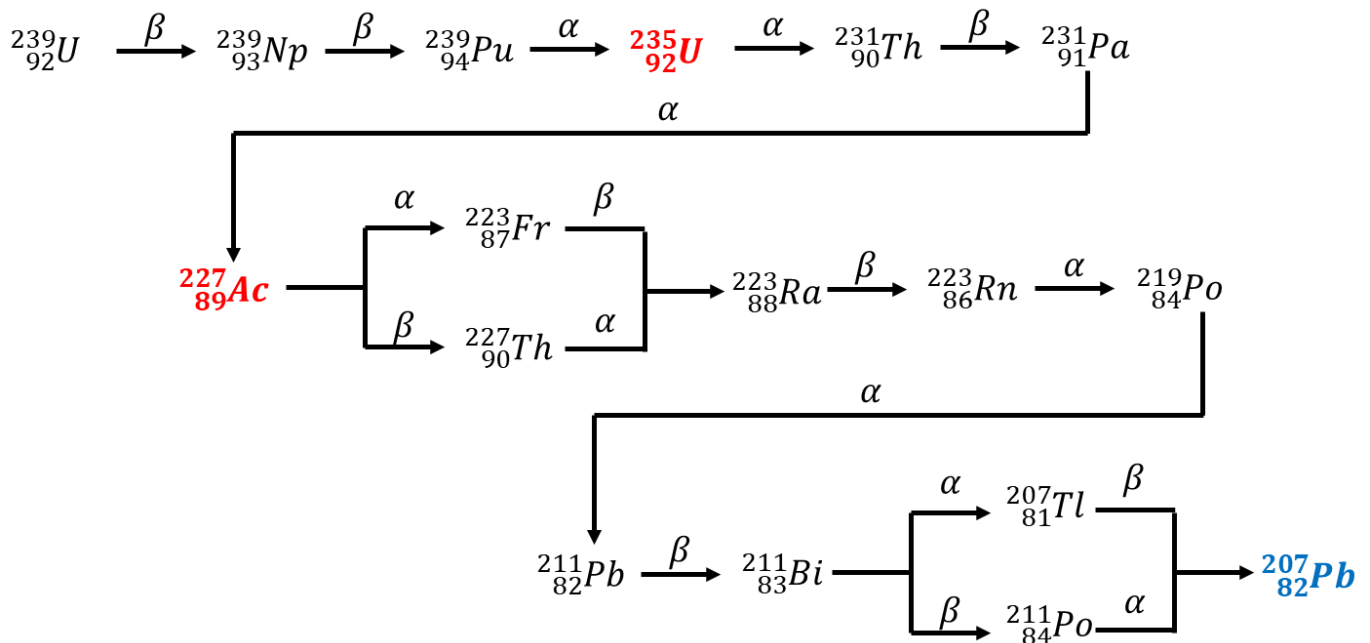 ²³⁹₉₂U β ²³⁹₉₃Np β ²³⁹₉₄Pu α ²³⁵₉₂U α ²³¹₉₀Th β ²³¹₉₁Pa
α
α ²²³₈₇Fr β
²²⁷₈₉Ac ²²³₈₈Ra β ²²³₈₆Rn α ²¹⁹₈₄Po
β ²²⁷₉₀Th α
α
α ²⁰⁷₈₁Tl β
²¹¹₈₂Pb β ²¹¹₈₃Bi ²⁰⁷₈₂Pb
β ²¹¹₈₄Po α